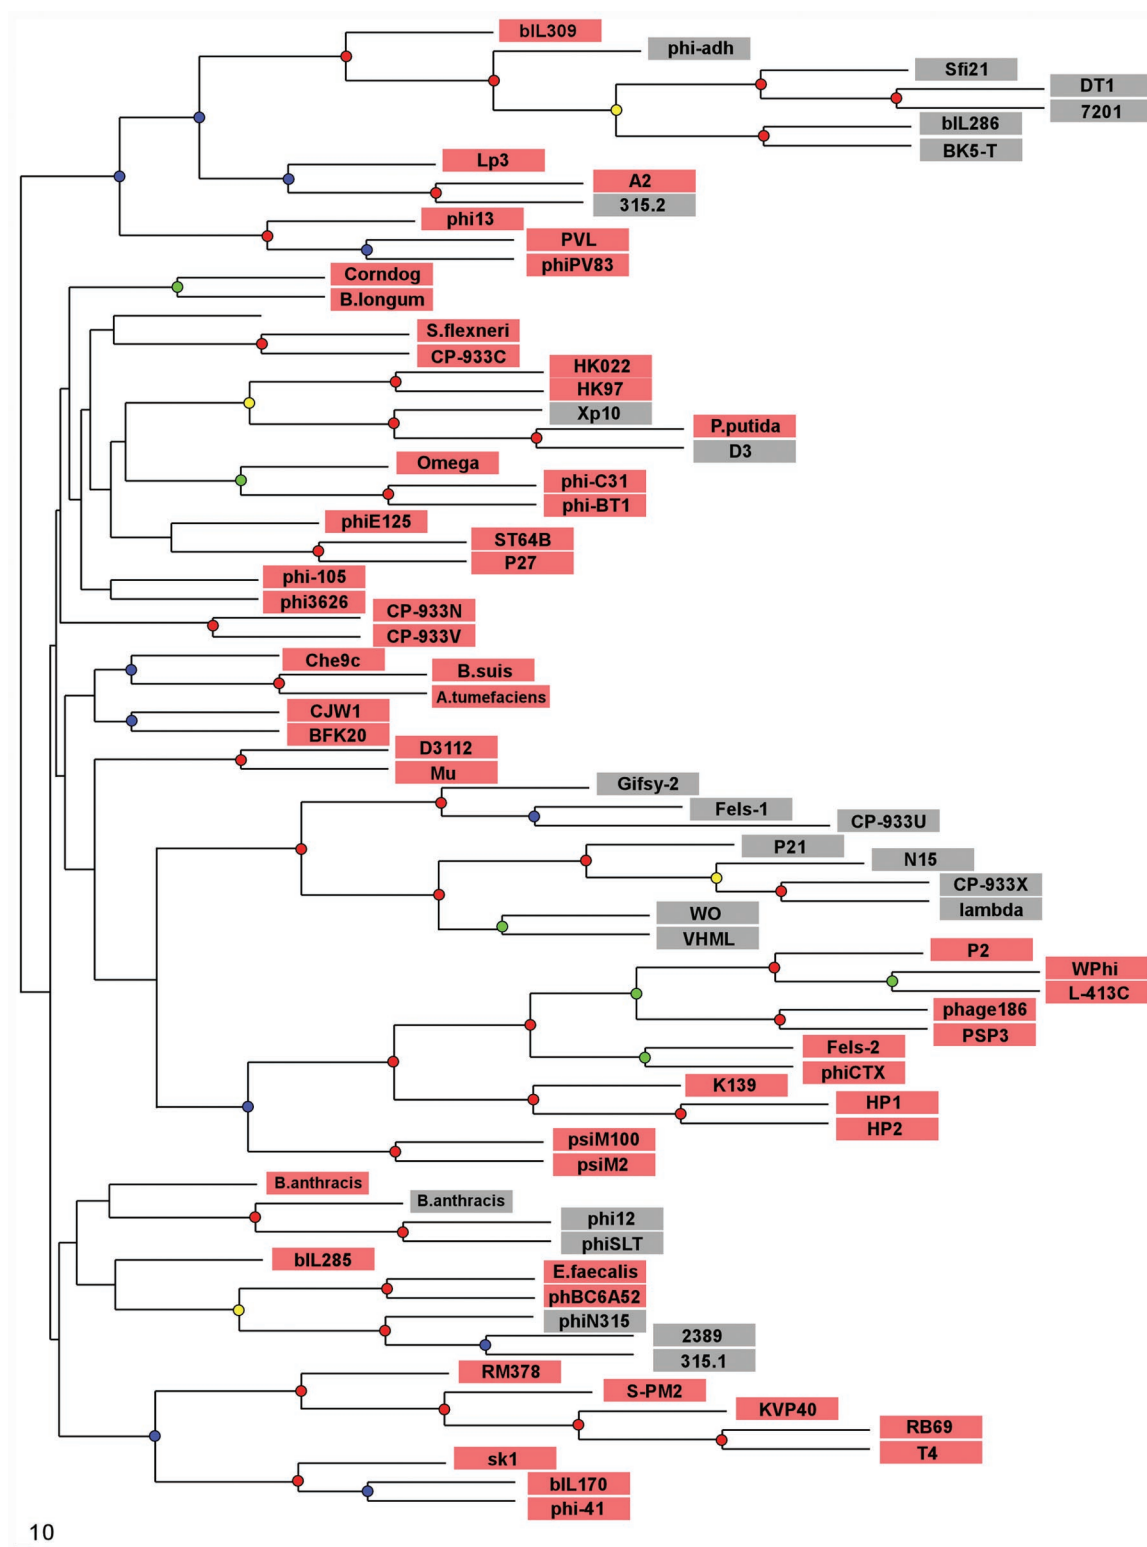 bIL309
phi-adh
Sfi21
DT1
7201
bIL286
BK5-T
Lp3
A2
315.2
phi13
PVL
phiPV83
Corndog
B.longum
S.flexneri
CP-933C
HK022
HK97
Xp10
P.putida
D3
Omega
phi-C31
phi-BT1
phiE125
ST64B
P27
phi-105
phi3626
CP-933N
CP-933V
Che9c
B.suis
A.tumefaciens
CJW1
BFK20
D3112
Mu
Gifsy-2
Fels-1
CP-933U
P21
N15
CP-933X
lambda
WO
VHML
P2
WPhi
L-413C
phage186
PSP3
Fels-2
phiCTX
K139
HP1
HP2
psiM100
psiM2
B.anthracis
B.anthracis
phi12
phiSLT
bIL285
E.faecalis
phBC6A52
phiN315
2389
315.1
RM378
S-PM2
KVP40
RB69
T4
sk1
bIL170
phi-41
10